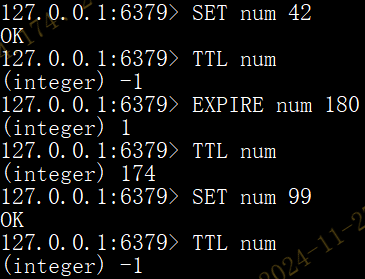 127.0.0.1:6379> SET num 42
OK
127.0.0.1:6379> TTL num
(integer) -1
127.0.0.1:6379> EXPIRE num 180
(integer) 1
127.0.0.1:6379> TTL num
(integer) 174
127.0.0.1:6379> SET num 99
OK
127.0.0.1:6379> TTL num
(integer) -1